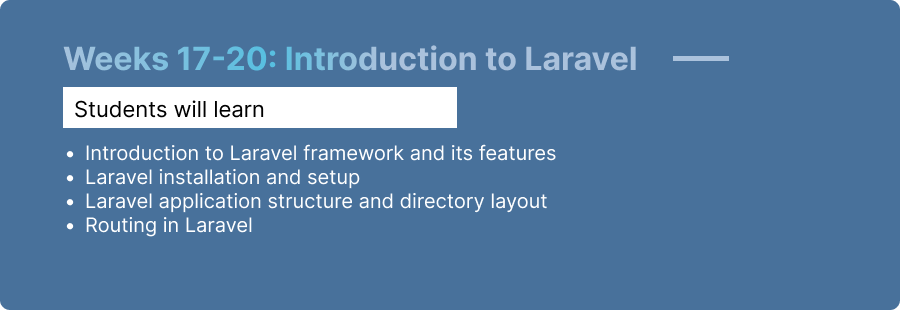 Weeks 17-20: Introduction to Laravel
Students will learn
• Introduction to Laravel framework and its features
• Laravel installation and setup
• Laravel application structure and directory layout
• Routing in Laravel